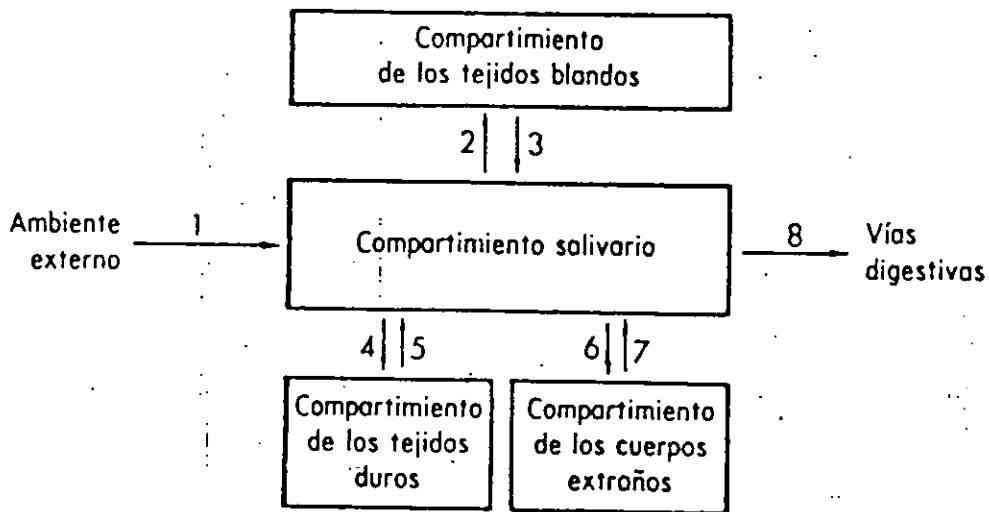 Compartimiento
de los tejidos blandos
2 3
Ambiente
externo
1
Compartimiento salivario
8
Vías
digestivas
4 5
6 7
Compartimiento
de los tejidos
duros
Compartimiento
de los cuerpos
extraños